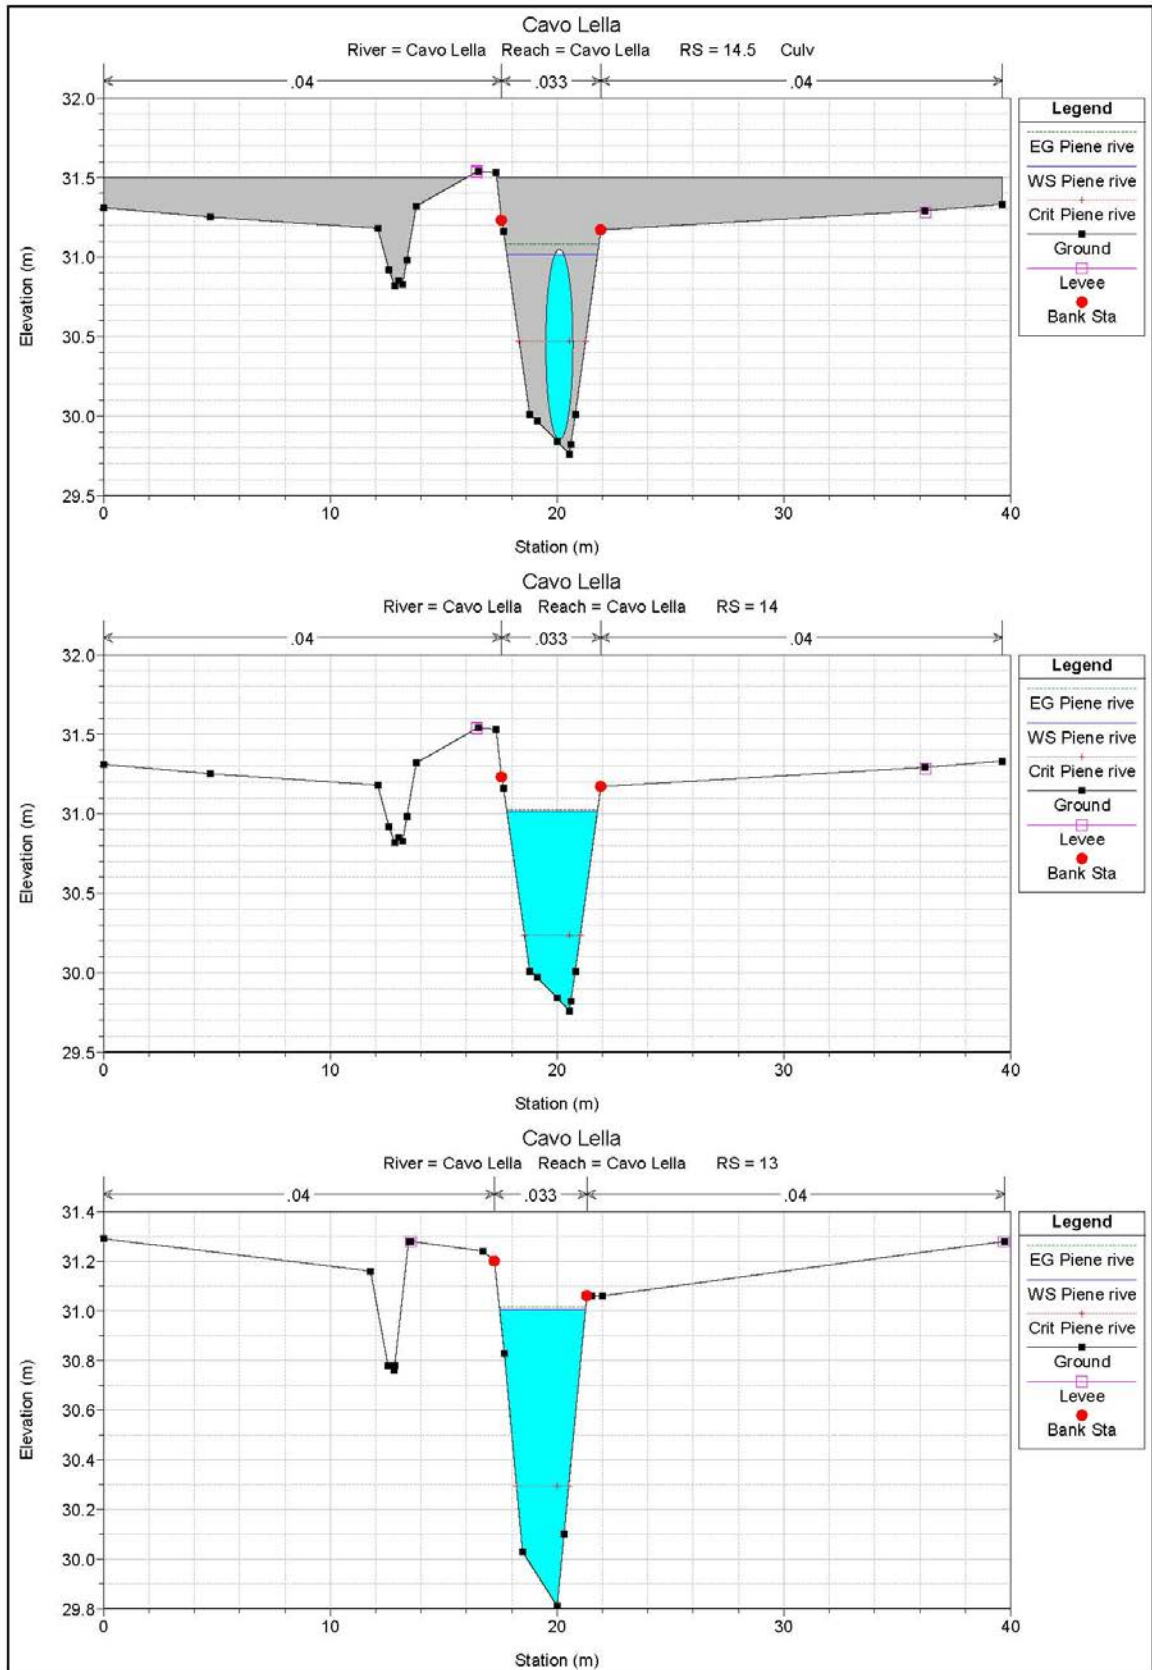 Cavo Lella
River = Cavo Lella Reach = Cavo Lella RS = 14.5 Culv
.04 .033 .04
32.0
31.5
31.0
30.5
30.0
29.5
Elevation (m)
0 10 20 30 40
Station (m)
Legend
EG Piene rive
WS Piene rive
Crit Piene rive
Ground
Levee
Bank Sta
Cavo Lella
River = Cavo Lella Reach = Cavo Lella RS = 14
.04 .033 .04
32.0
31.5
31.0
30.5
30.0
29.5
Elevation (m)
0 10 20 30 40
Station (m)
Legend
EG Piene rive
WS Piene rive
Crit Piene rive
Ground
Levee
Bank Sta
Cavo Lella
River = Cavo Lella Reach = Cavo Lella RS = 13
.04 .033 .04
31.4
31.2
31.0
30.8
30.6
30.4
30.2
30.0
29.8
Elevation (m)
0 10 20 30 40
Station (m)
Legend
EG Piene rive
WS Piene rive
Crit Piene rive
Ground
Levee
Bank Sta